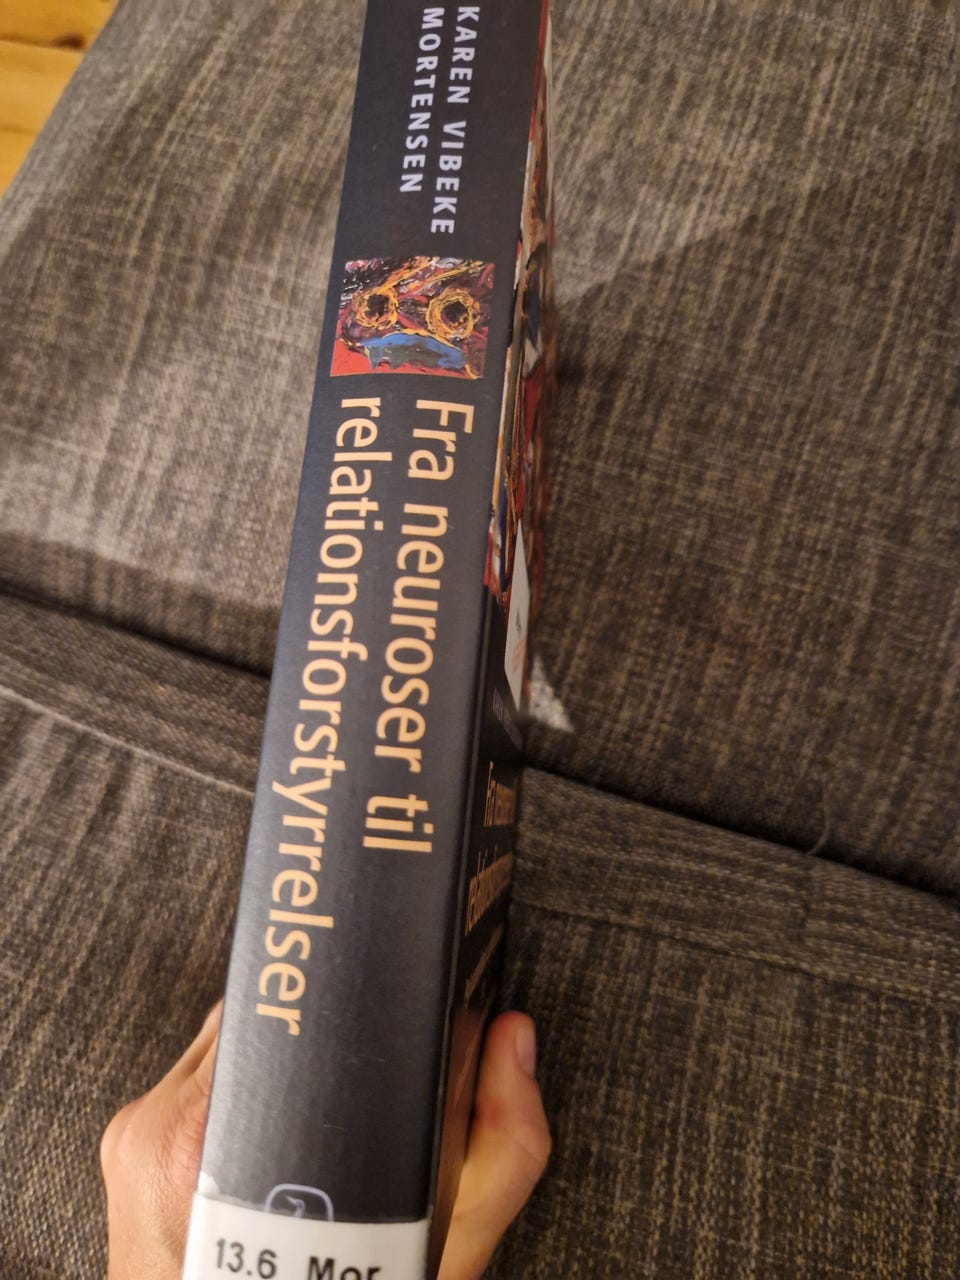 KAREN VIBEKE
MORTENSEN
Fra neuroser til
relationsforstyrrelser
13.6 Mor